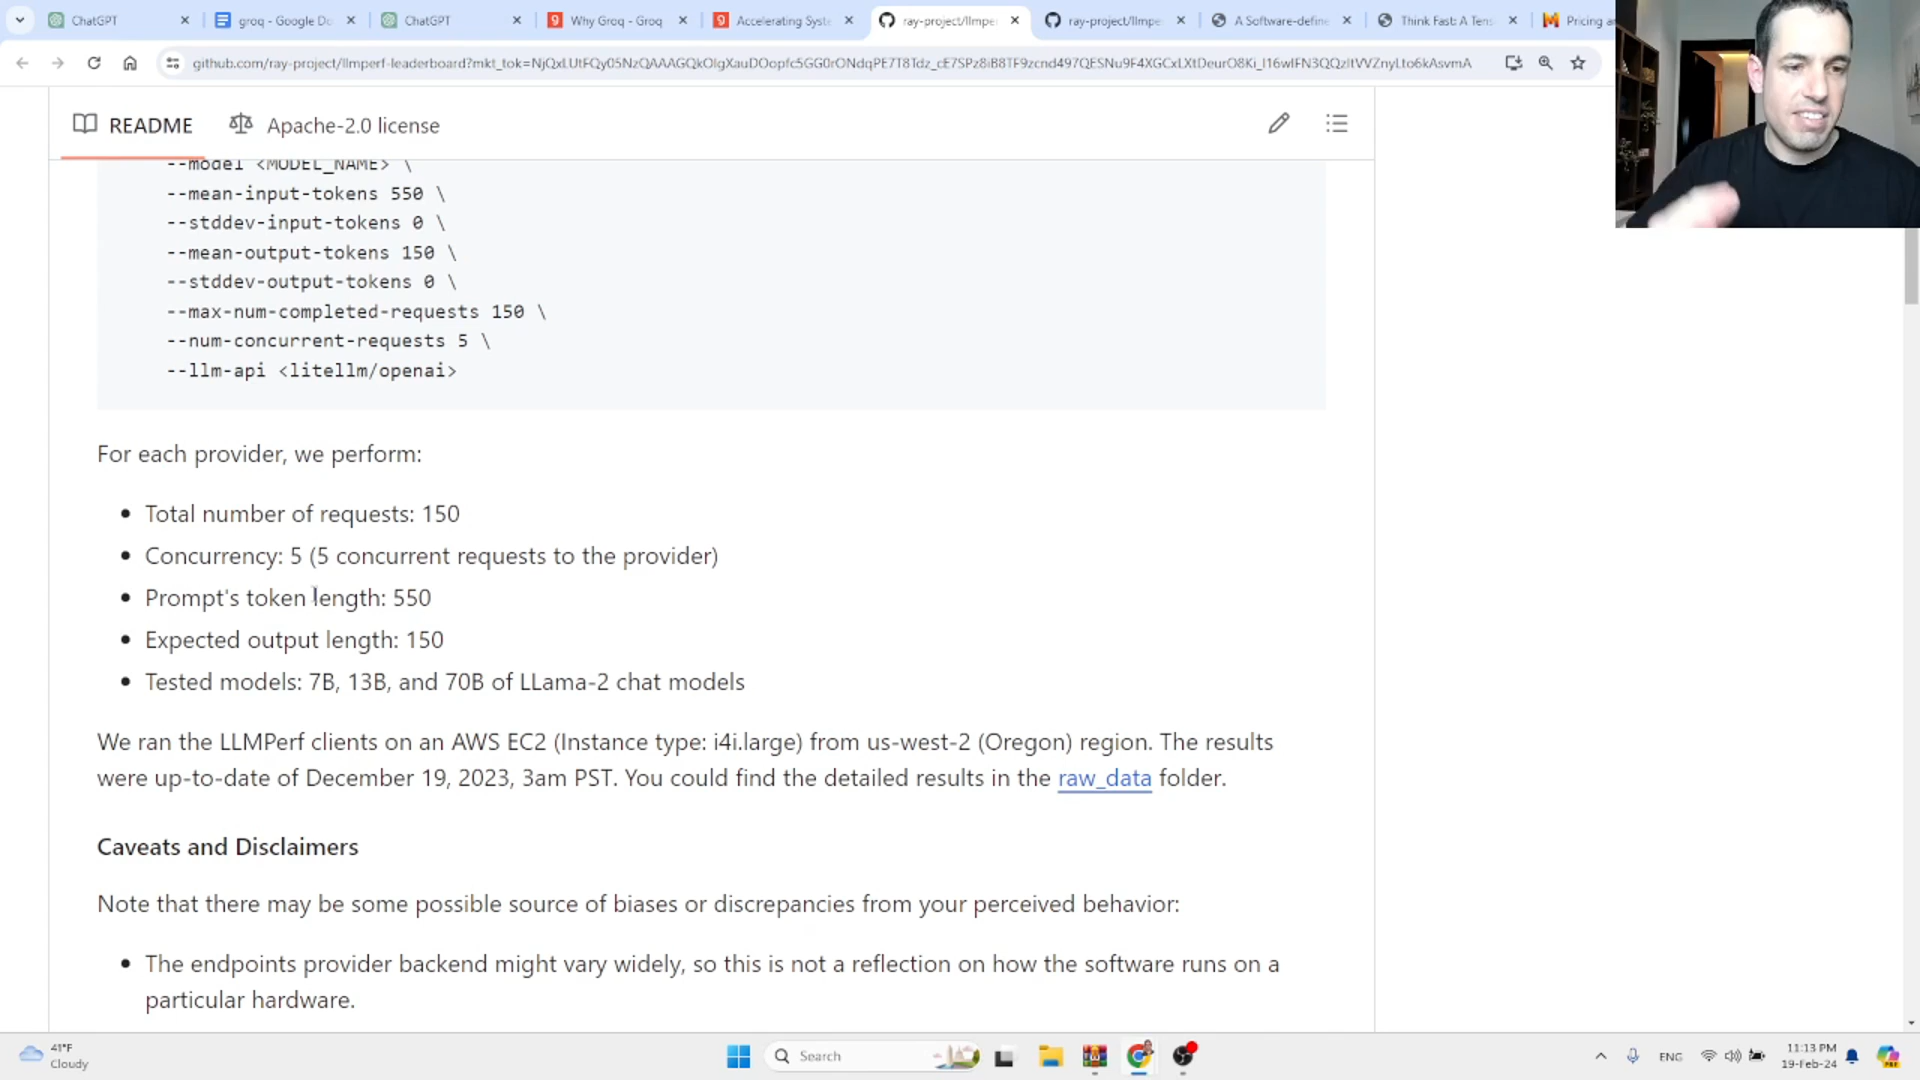 ChatGPT
groq - Google Do
ChatGPT
Why Groq - Groq
Accelerating Syste
ray-project/llmper
ray-project/llmpe
A Software-define
Think Fast: A Tens
Pricing a
README
Apache-2.0 license
--model <MODEL_NAME> \
--mean-input-tokens 550 \
--stddev-input-tokens 0 \
--mean-output-tokens 150 \
--stddev-output-tokens 0 \
--max-num-completed-requests 150 \
--num-concurrent-requests 5 \
--llm-api <litellm/openai>
For each provider, we perform:
• Total number of requests: 150
• Concurrency: 5 (5 concurrent requests to the provider)
• Prompt's token length: 550
• Expected output length: 150
• Tested models: 7B, 13B, and 70B of LLama-2 chat models
We ran the LLMPerf clients on an AWS EC2 (Instance type: i4i.large) from us-west-2 (Oregon) region. The results
were up-to-date of December 19, 2023, 3am PST. You could find the detailed results in the raw_data folder.
Caveats and Disclaimers
Note that there may be some possible source of biases or discrepancies from your perceived behavior:
• The endpoints provider backend might vary widely, so this is not a reflection on how the software runs on a
particular hardware.
41°F
Cloudy
Search
ENG
11:13 PM
19-Feb-24